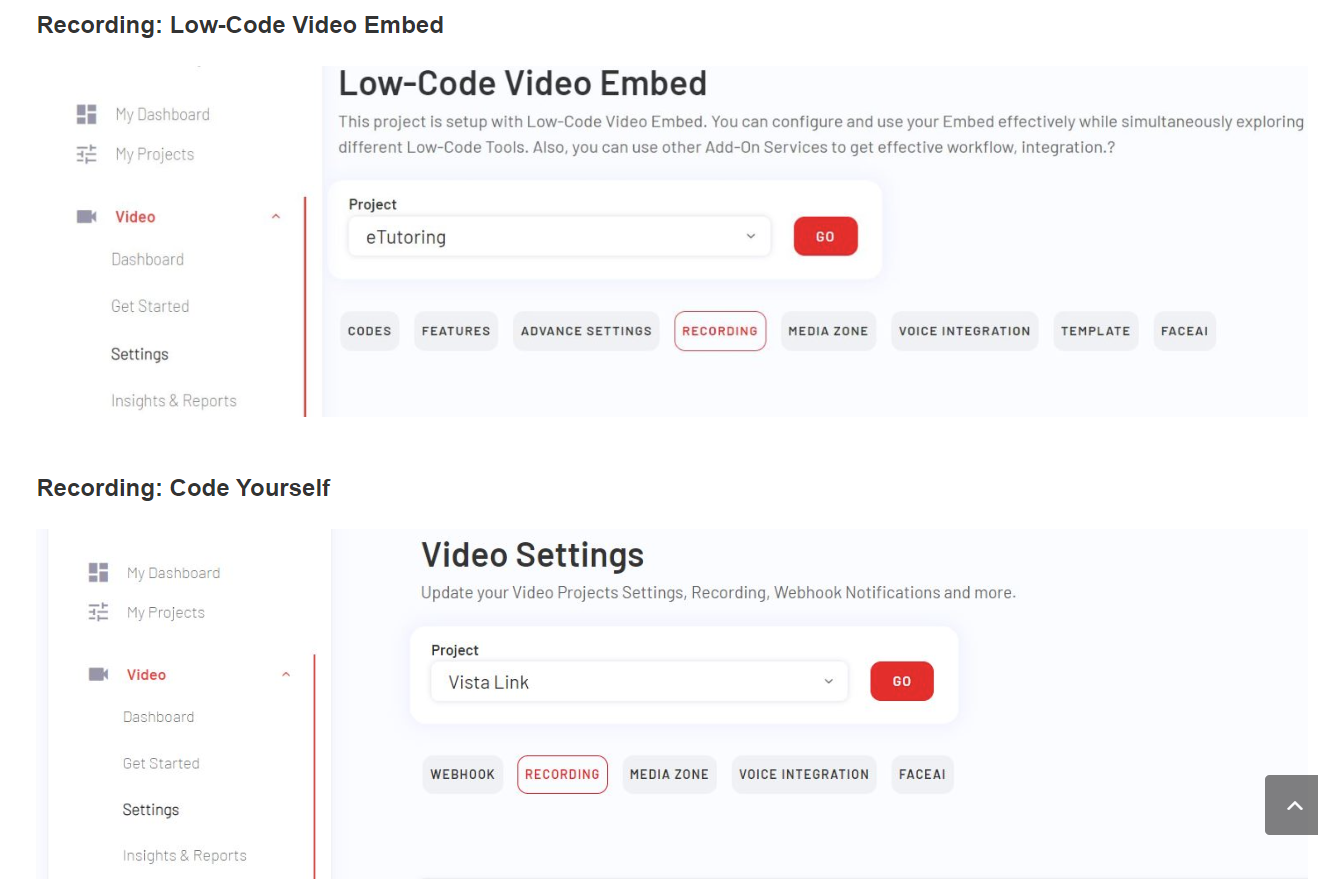 Recording: Low-Code Video Embed
Low-Code Video Embed
This project is setup with Low-Code Video Embed. You can configure and use your Embed effectively while simultaneously exploring
different Low-Code Tools. Also, you can use other Add-On Services to get effective workflow, integration.?
My Dashboard
My Projects
Video
Dashboard
Get Started
Settings
Insights & Reports
Project
eTutoring
GO
CODES FEATURES ADVANCE SETTINGS RECORDING MEDIA ZONE VOICE INTEGRATION TEMPLATE FACEAI
Recording: Code Yourself
My Dashboard
My Projects
Video
Dashboard
Get Started
Settings
Insights & Reports
Video Settings
Update your Video Projects Settings, Recording, Webhook Notifications and more.
Project
Vista Link
GO
WEBHOOK RECORDING MEDIA ZONE VOICE INTEGRATION FACEAI